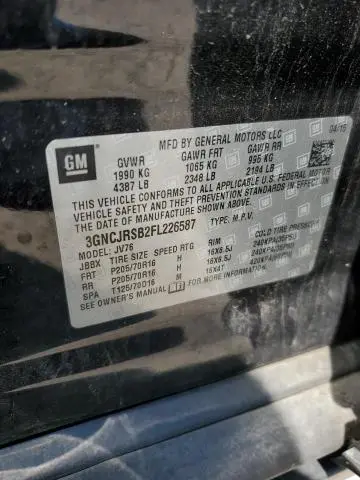 GM
MFD BY GENERAL MOTORS LLC
04/15
GVWR GAWR FRT GAWR RR
1990 KG 1065 KG 995 KG
4387 LB 2348 LB 2194 LB
THIS VEHICLE CONFORMS TO ALL APPLICABLE U.S. FEDERAL MOTOR
VEHICLE SAFETY, BUMPER, AND THEFT PREVENTION STANDARDS
IN EFFECT ON THE DATE OF MANUFACTURE SHOWN ABOVE.
3GNCJRSB2FL226587 TYPE: M.P.V.
MODEL: JV76
JBBX TIRE SIZE SPEED RTG RIM COLD TIRE PRESSURE
FRT P205/70R16 H 16X6.5J 240KPA(35PSI)
RR P205/70R16 H 16X6.5J 240KPA(35PSI)
SPA T125/70D16 M 16X4T 420KPA
SEE OWNER'S MANUAL FOR MORE INFORMATION